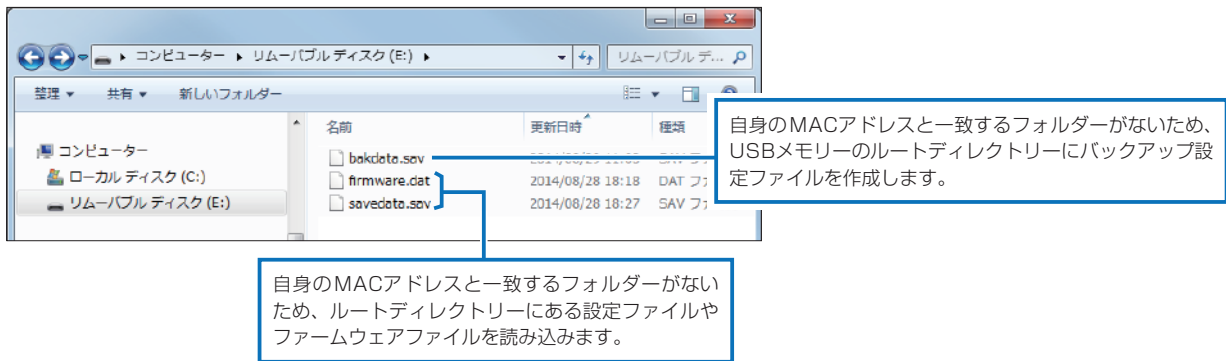 コンピューター ▸ リムーバブル ディスク (E:) ▸
リムーバブル デ...
整理 ▼ 共有 ▼ 新しいフォルダー
名前 更新日時 種類
コンピューター
ローカル ディスク (C:)
リムーバブル ディスク (E:)
bakdata.sav
firmware.dat 2014/08/28 18:18 DAT ファ
savedata.sav 2014/08/28 18:27 SAV ファ
自身のMACアドレスと一致するフォルダーがないため、
USBメモリーのルートディレクトリーにバックアップ設
定ファイルを作成します。
自身のMACアドレスと一致するフォルダーがない
ため、ルートディレクトリーにある設定ファイルや
ファームウェアファイルを読み込みます。